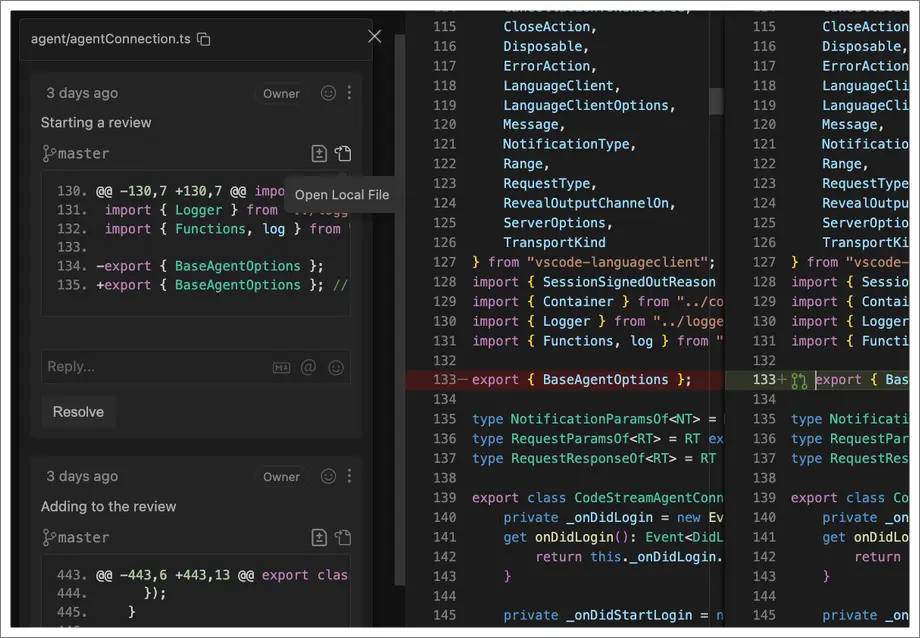 agent/agentConnection.ts
3 days ago
Owner
Starting a review
master
Open Local File
130. @@ -130,7 +130,7 @@ impo
131. import { Logger } from
132. import { Functions, log } from
133.
134. -export { BaseAgentOptions };
135. +export { BaseAgentOptions }; //
Reply...
Resolve
3 days ago
Owner
Adding to the review
master
443. @@ -443,6 +443,13 @@ export clas
444. });
445. }
115 CloseAction,
116 Disposable,
117 ErrorAction,
118 LanguageClient,
119 LanguageClientOptions,
120 Message,
121 NotificationType,
122 Range,
123 RequestType,
124 RevealOutputChannelOn,
125 ServerOptions,
126 TransportKind
127 } from "vscode-languageclient";
128 import { SessionSignedOutReason
129 import { Container } from "../co
130 import { Logger } from "../logge
131 import { Functions, log } from "
132
133— export { BaseAgentOptions };
134
135 type NotificationParamsOf<NT> =
136 type RequestParamsOf<RT> = RT ex
137 type RequestResponseOf<RT> = RT
138
139 export class CodeStreamAgentConn
140 private _onDidLogin = new Ev
141 get onDidLogin(): Event<DidL
142 return this._onDidLogin.
143 }
144
145 private _onDidStartLogin = n
115 CloseAction,
116 Disposable,
117 ErrorAction
118 LanguageCli
119 LanguageCli
120 Message,
121 Notificatio
122 Range,
123 RequestType
124 RevealOutpu
125 ServerOptio
126 TransportKi
127 } from "vscode-
128 import { Sessio
129 import { Contai
130 import { Logger
131 import { Functi
132
133+ export { Bas
134
135 type Notificati
136 type RequestPar
137 type RequestRes
138
139 export class Co
140 private _on
141 get onDidLo
142 return
143 }
144
145 private _on